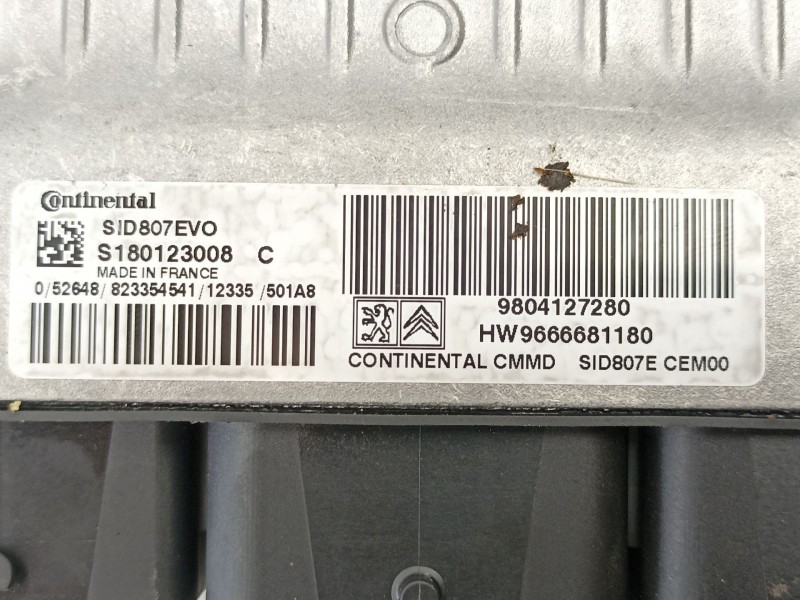 Continental
SID807EVO
S180123008 C
MADE IN FRANCE
0/52648/823354541/12335/501A8
9804127280
HW9666681180
CONTINENTAL CMMD SID807E CEM00